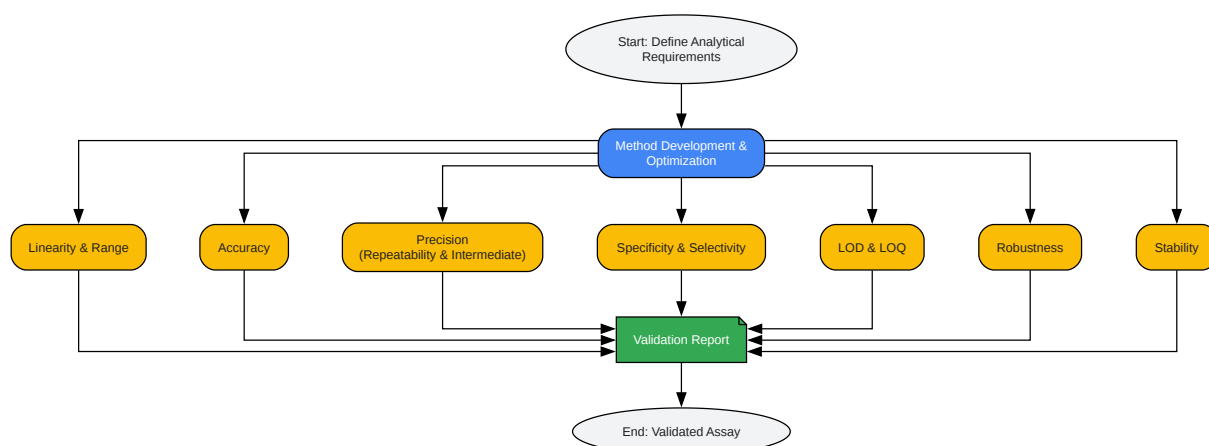 Start: Define Analytical
Requirements
Method Development &
Optimization
Linearity & Range
Accuracy
Precision
(Repeatability & Intermediate)
Specificity & Selectivity
LOD & LOQ
Robustness
Stability
Validation Report
End: Validated Assay